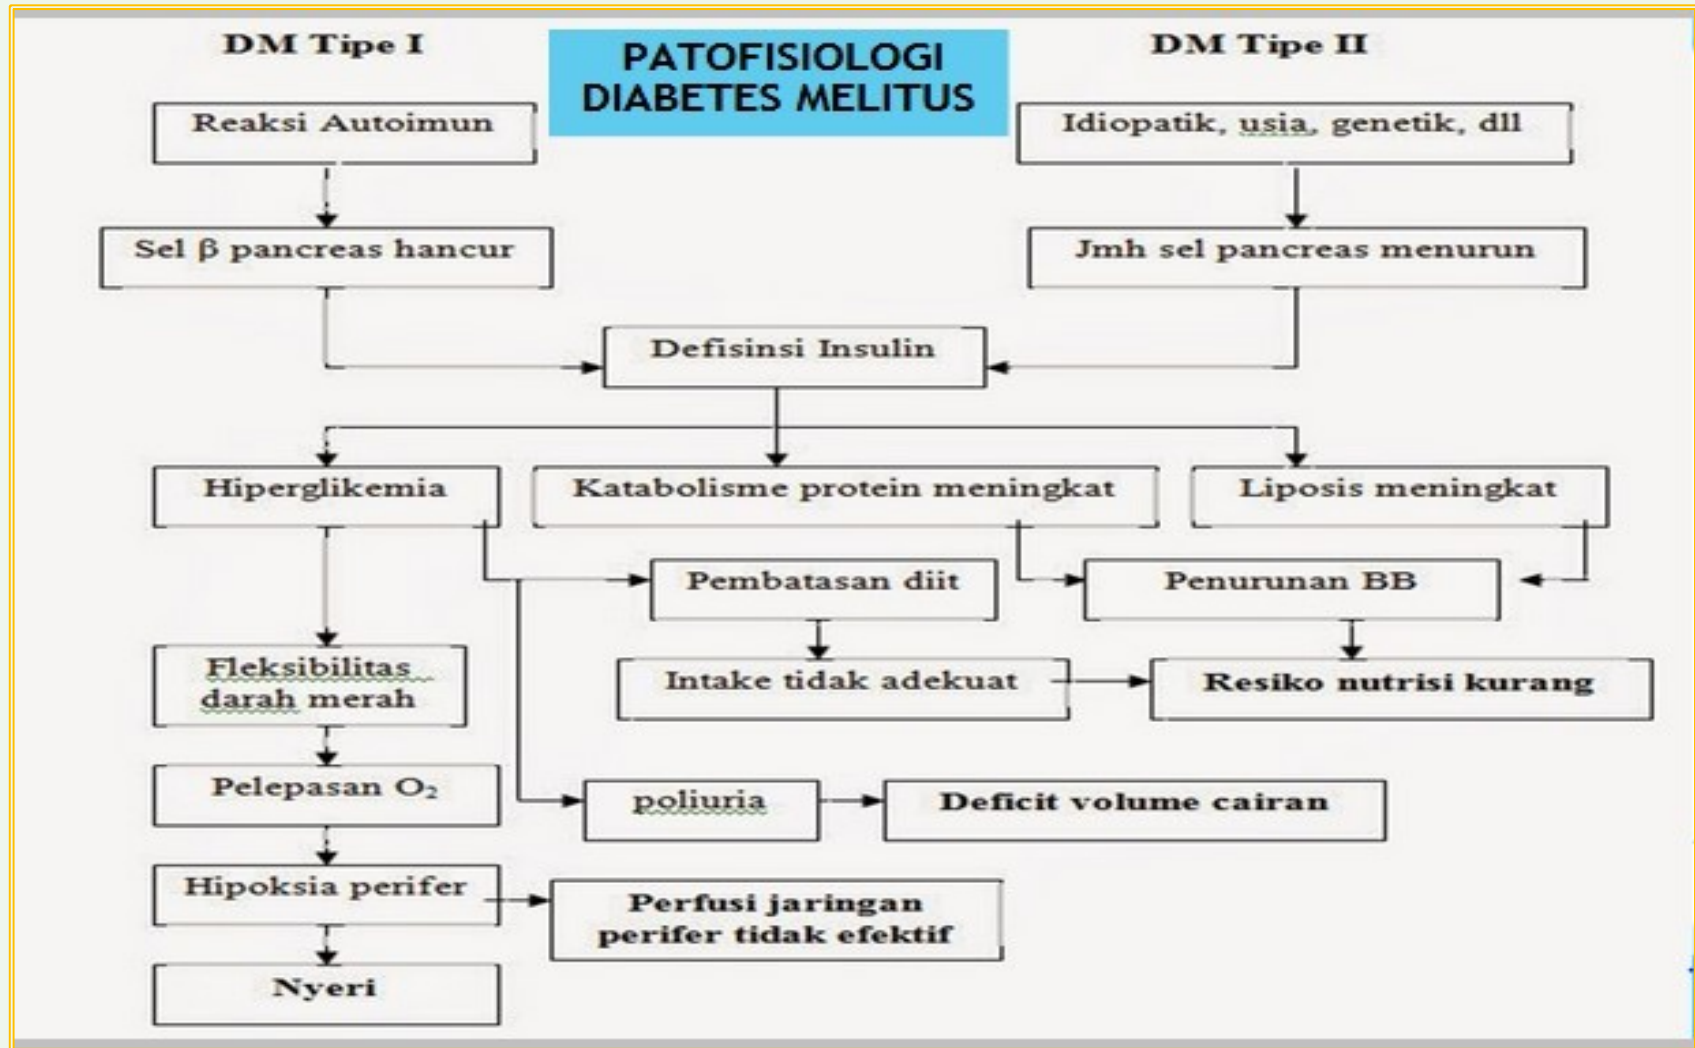 DM Tipe I
PATOFISIOLOGI
DIABETES MELITUS
DM Tipe II
Reaksi Autoimun
Idiopatik, usia, genetik, dll
Sel β pancreas hancur
Jmh sel pancreas menurun
Defisinsi Insulin
Hiperglikemia
Katabolisme protein meningkat
Liposis meningkat
Pembatasan diit
Penurunan BB
Fleksibilitas
darah merah
Intake tidak adekuat
Resiko nutrisi kurang
Pelepasan O₂
poliuria
Deficit volume cairan
Hipoksia perifer
Perfusi jaringan
perifer tidak efektif
Nyeri